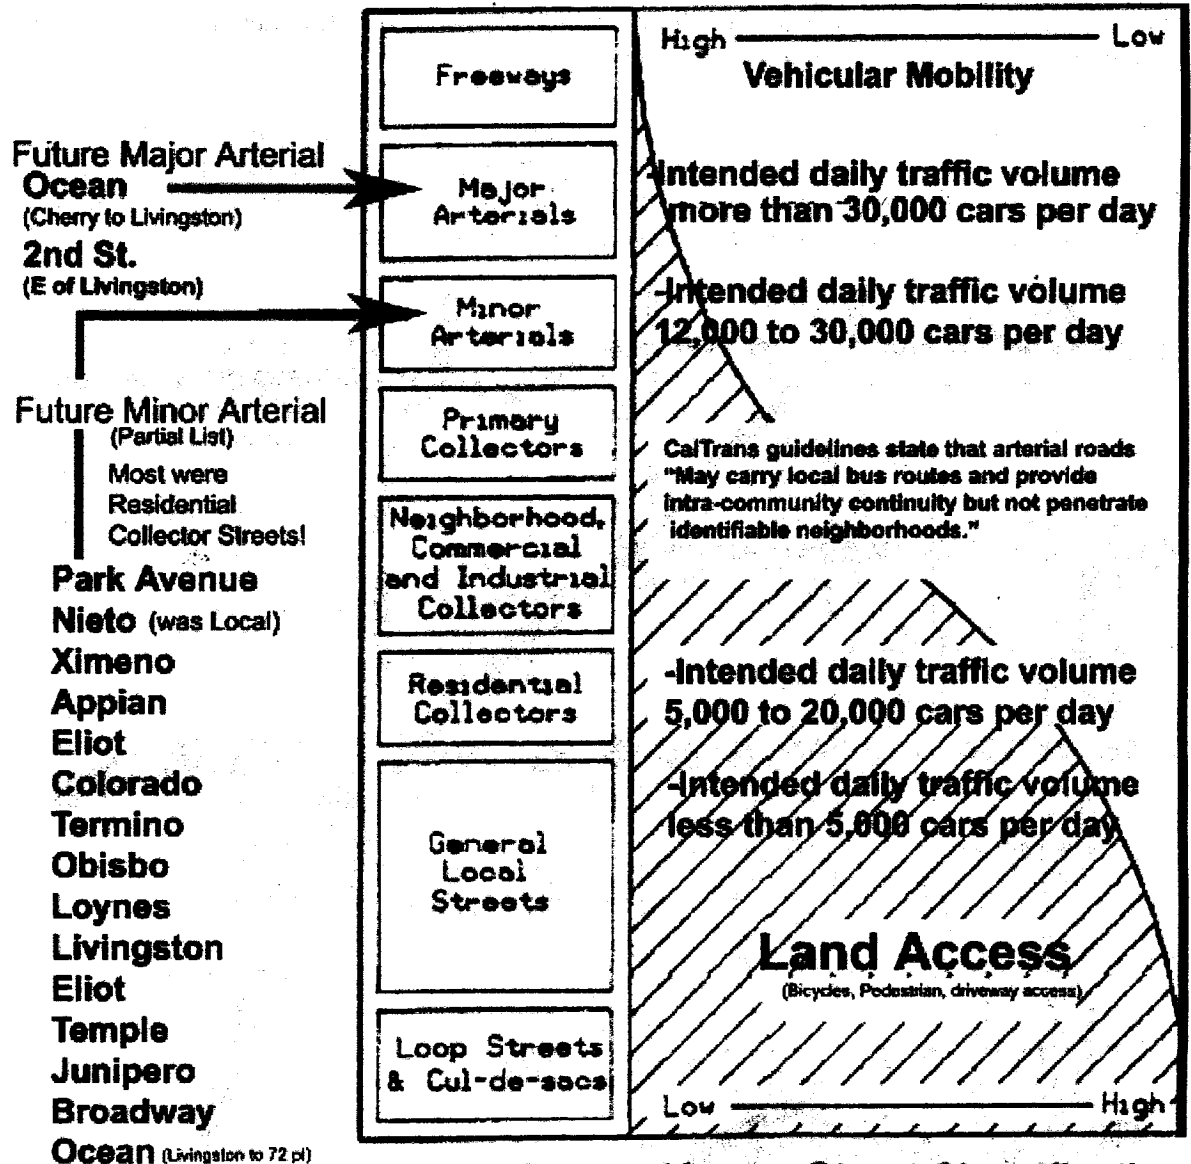 Future Major Arterial
Ocean
(Cherry to Livingston)
2nd St.
(E of Livingston)
Future Minor Arterial
(Partial List)
Most were
Residential
Collector Streets!
Park Avenue
Nieto (was Local)
Ximeno
Appian
Eliot
Colorado
Termino
Obisbo
Loynes
Livingston
Eliot
Temple
Junipero
Broadway
Ocean (Livingston to 72 pl)
Freeways
Major
Arterials
Minor
Arterials
Primary
Collectors
Neighborhood,
Commercial
and Industrial
Collectors
Residential
Collectors
General
Local
Streets
Loop Streets
& Cul-de-sacs
High Low
Vehicular Mobility
-Intended daily traffic volume
more than 30,000 cars per day
-Intended daily traffic volume
12,000 to 30,000 cars per day
CalTrans guidelines state that arterial roads
"May carry local bus routes and provide
intra-community continuity but not penetrate
identifiable neighborhoods."
-Intended daily traffic volume
5,000 to 20,000 cars per day
-Intended daily traffic volume
less than 5,000 cars per day
Land Access
(Bicycles, Pedestrian, driveway access)
Low High